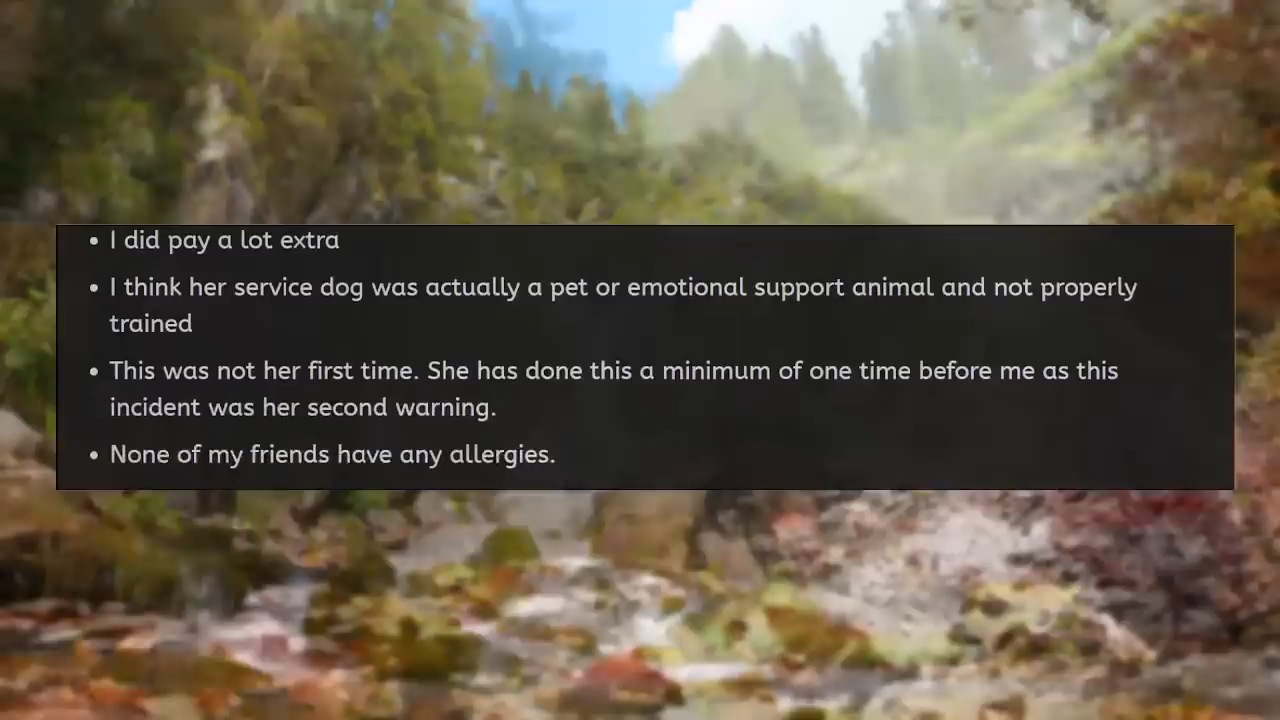 • I did pay a lot extra
• I think her service dog was actually a pet or emotional support animal and not properly
trained
• This was not her first time. She has done this a minimum of one time before me as this
incident was her second warning.
• None of my friends have any allergies.